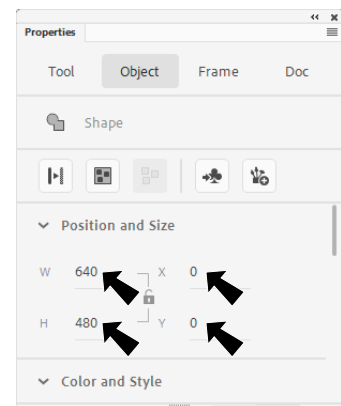 Properties
Tool Object Frame Doc
Shape
Position and Size
W 640 X 0
H 480 Y 0
Color and Style